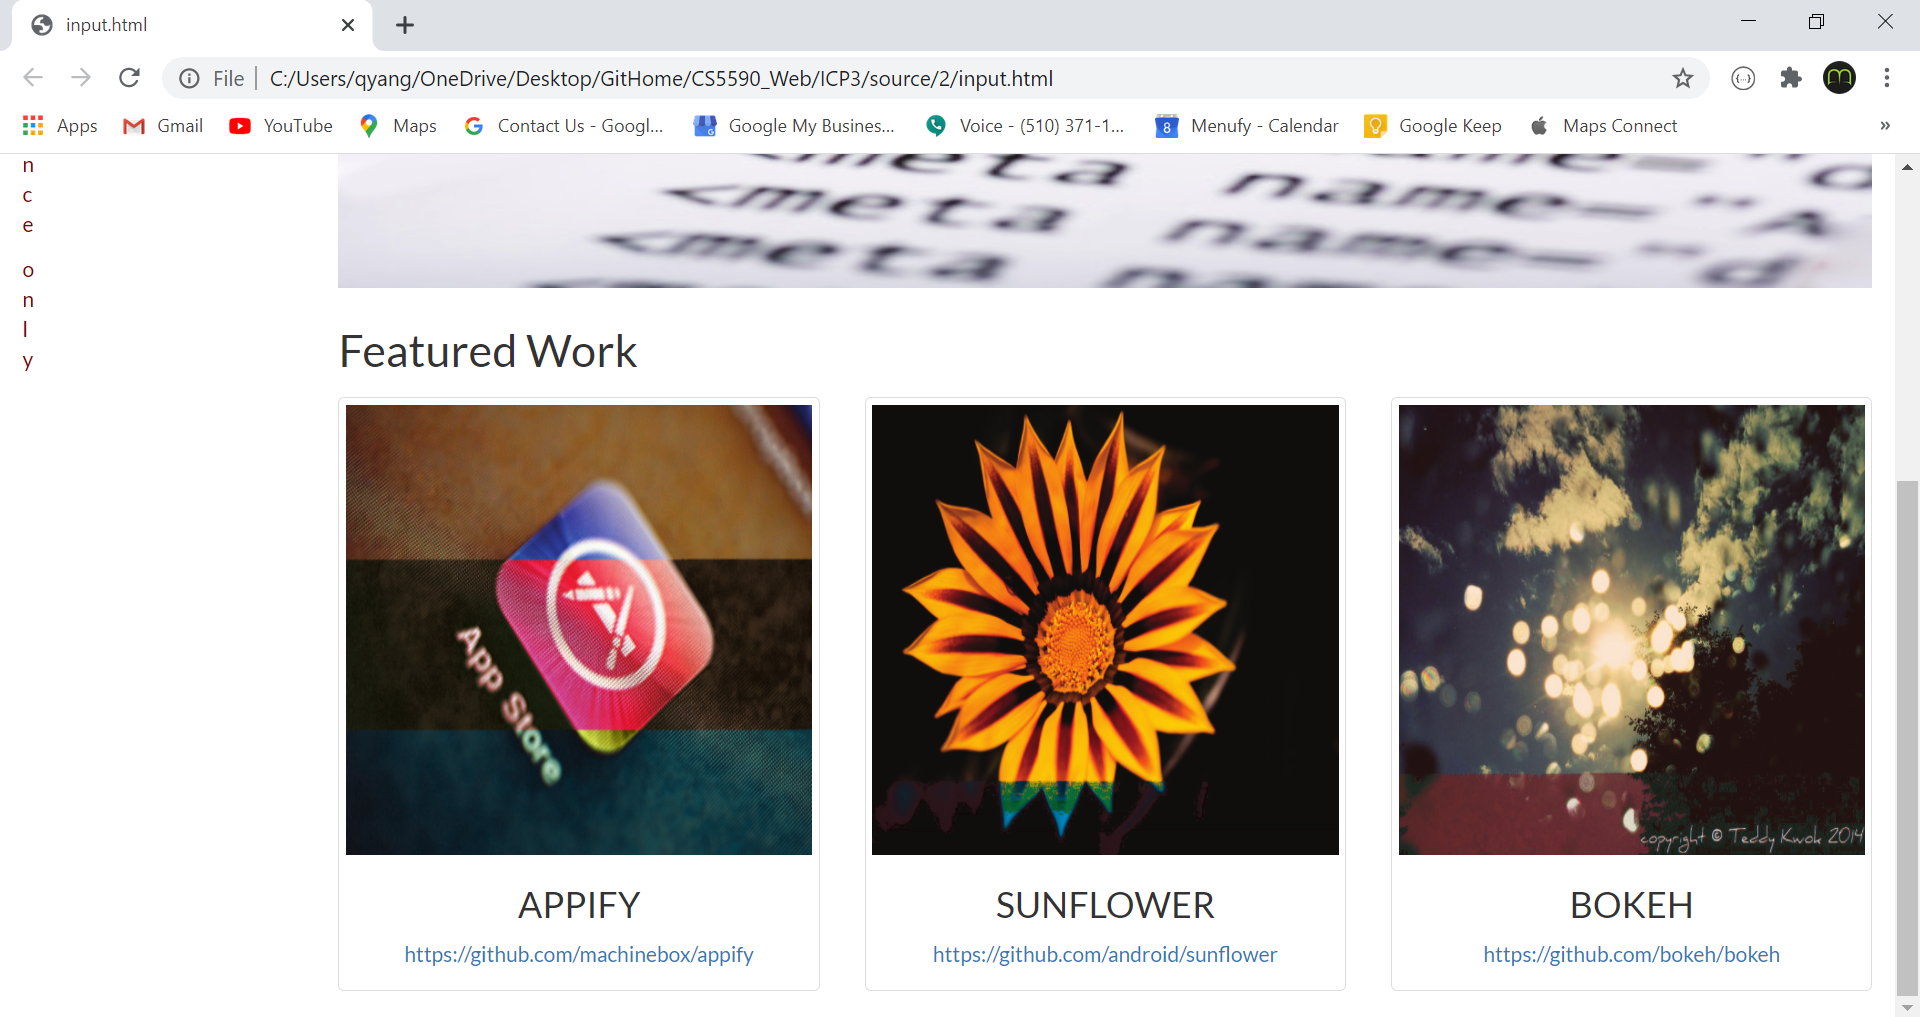 input.html
File
C:/Users/qyang/OneDrive/Desktop/GitHome/CS5590_Web/ICP3/source/2/input.html
Apps Gmail YouTube Maps Contact Us - Googl... Google My Busines... Voice - (510) 371-1... 8 Menufy - Calendar Google Keep Maps Connect »
n
c
e
o
n
l
y
<meta name="d
<meta name="A
<meta name="d
Featured Work
App Store
copyright © Teddy Kwok 2014
APPIFY SUNFLOWER BOKEH
https://github.com/machinebox/appify https://github.com/android/sunflower https://github.com/bokeh/bokeh